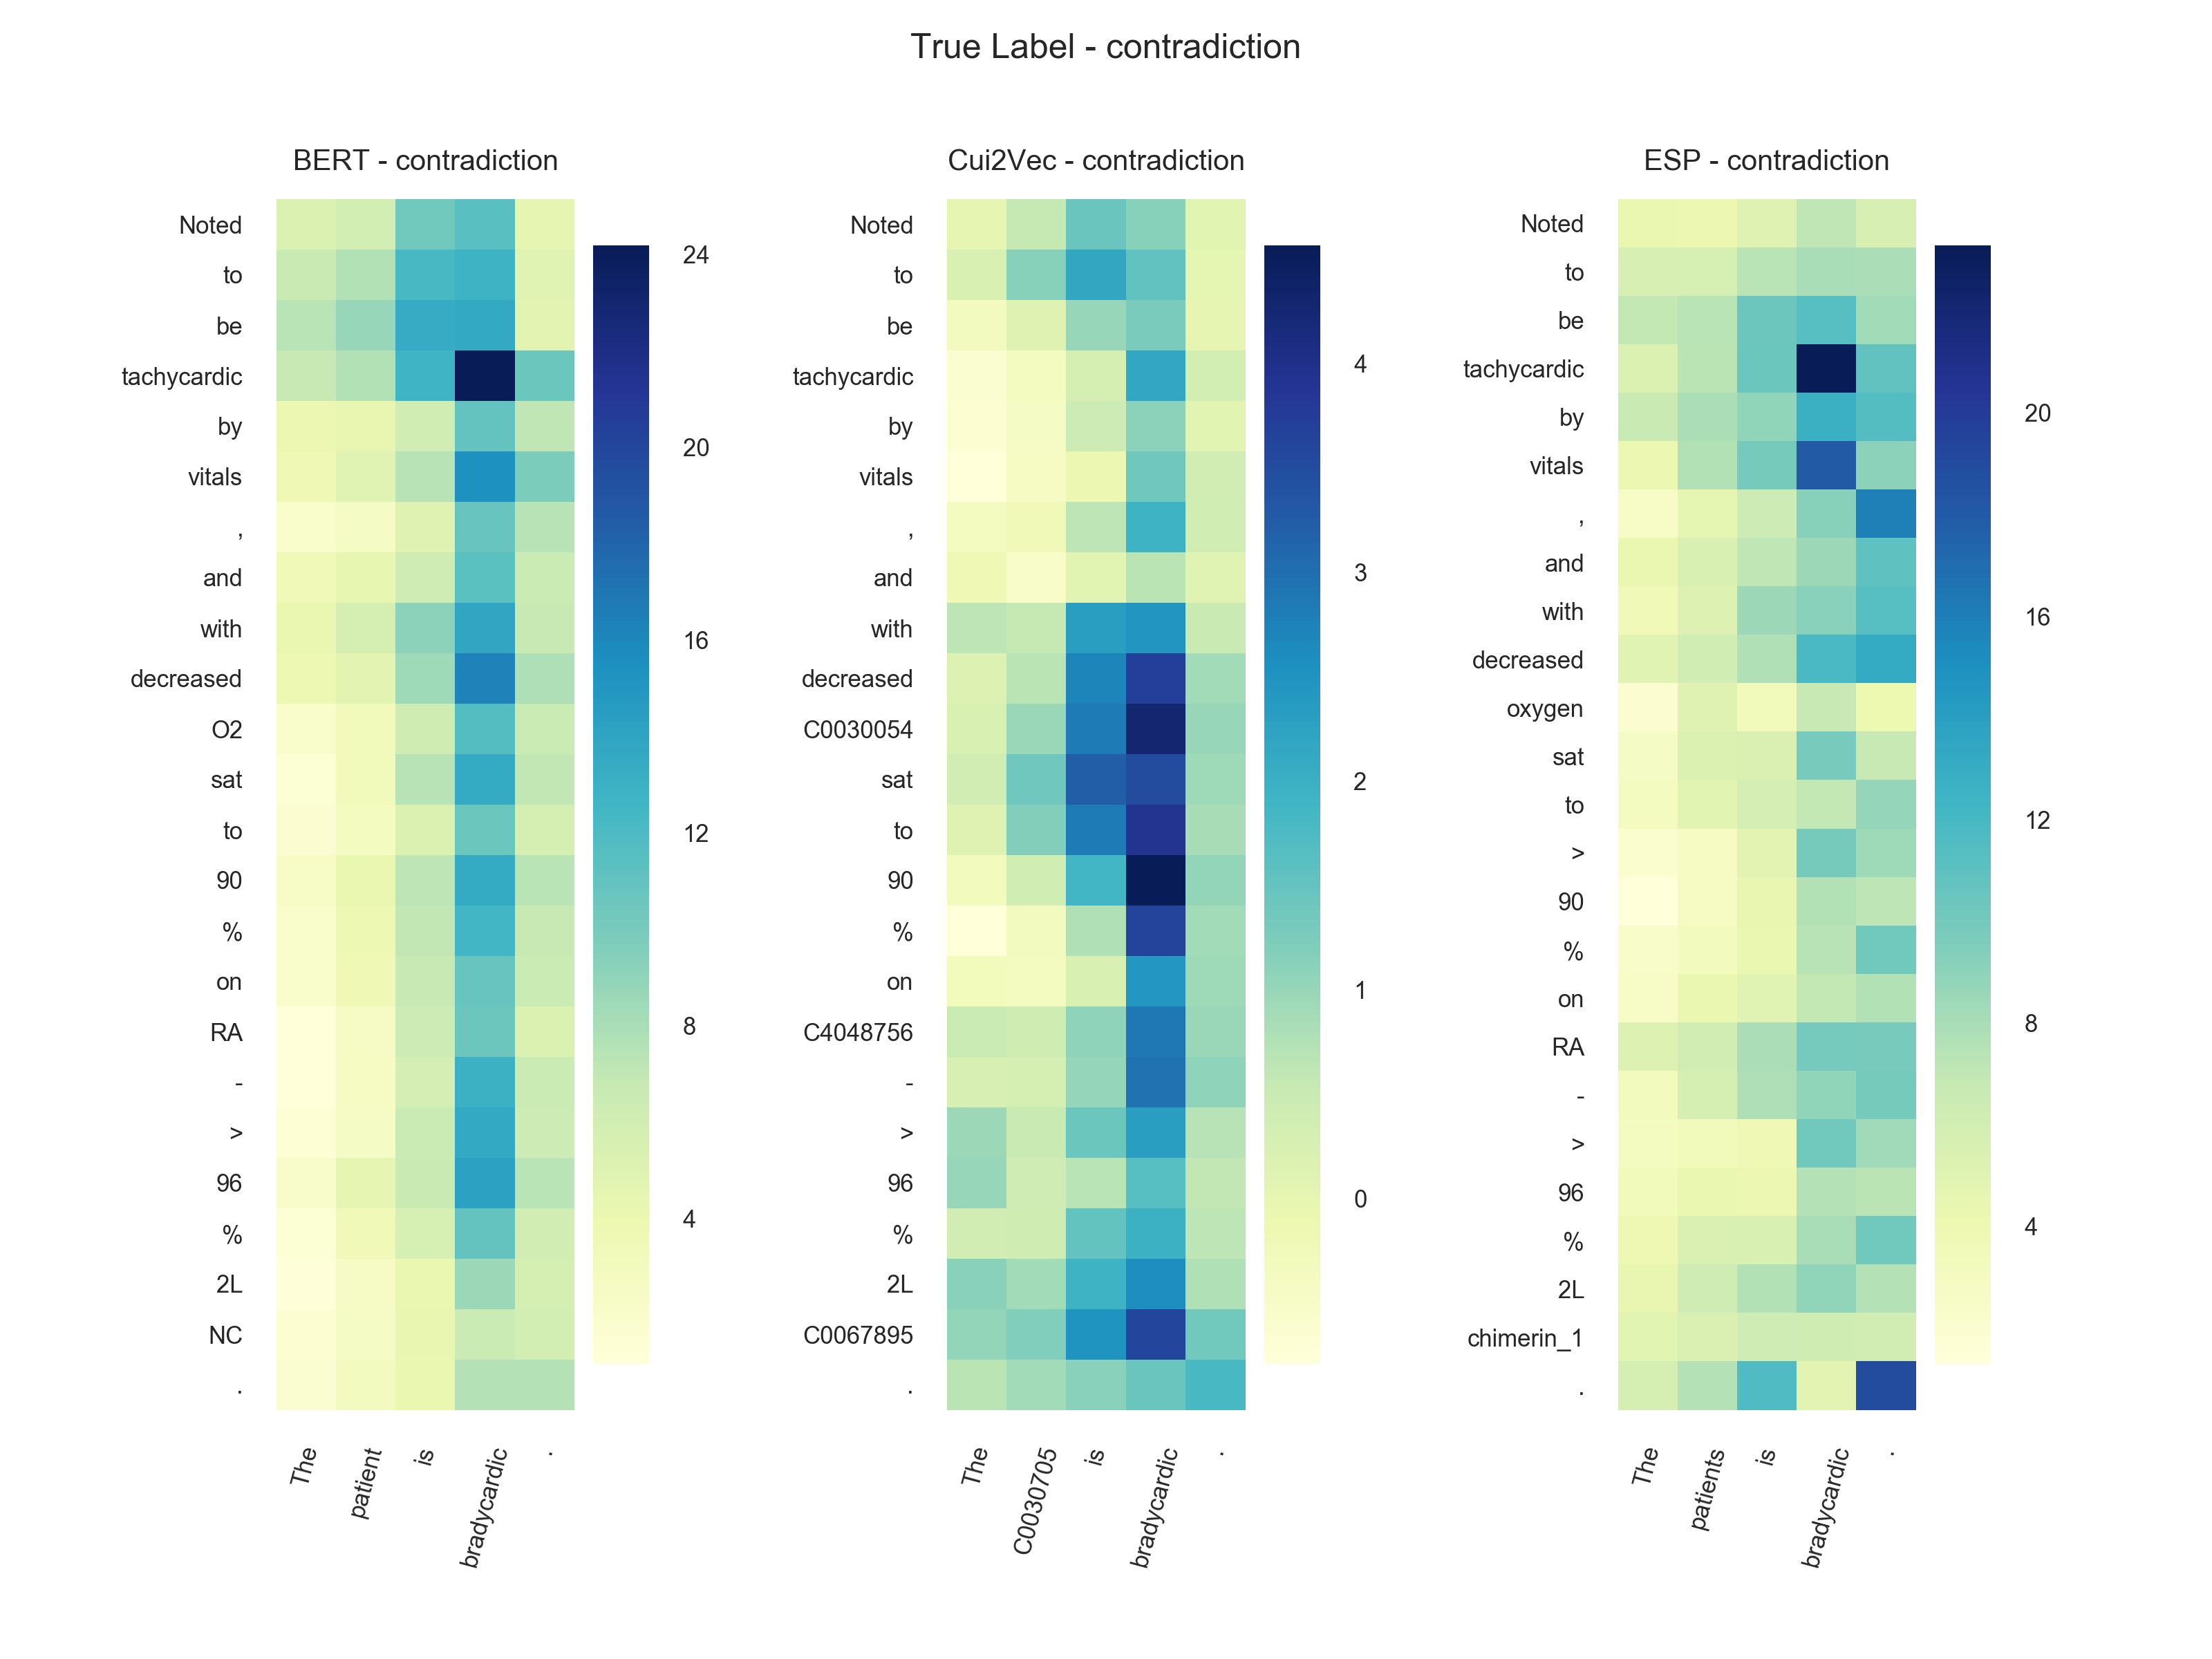 True Label - contradiction
BERT - contradiction
Noted
to
be
tachycardic
by
vitals
,
and
with
decreased
O2
sat
to
90
%
on
RA
-
>
96
%
2L
NC
.
The
patient
is
bradycardic
.
24
20
16
12
8
4
Cui2Vec - contradiction
Noted
to
be
tachycardic
by
vitals
,
and
with
decreased
C0030054
sat
to
90
%
on
C4048756
-
>
96
%
2L
C0067895
.
The
C0030705
is
bradycardic
.
4
3
2
1
0
ESP - contradiction
Noted
to
be
tachycardic
by
vitals
,
and
with
decreased
oxygen
sat
to
>
90
%
on
RA
-
>
96
%
2L
chimerin_1
.
The
patients
is
bradycardic
.
20
16
12
8
4